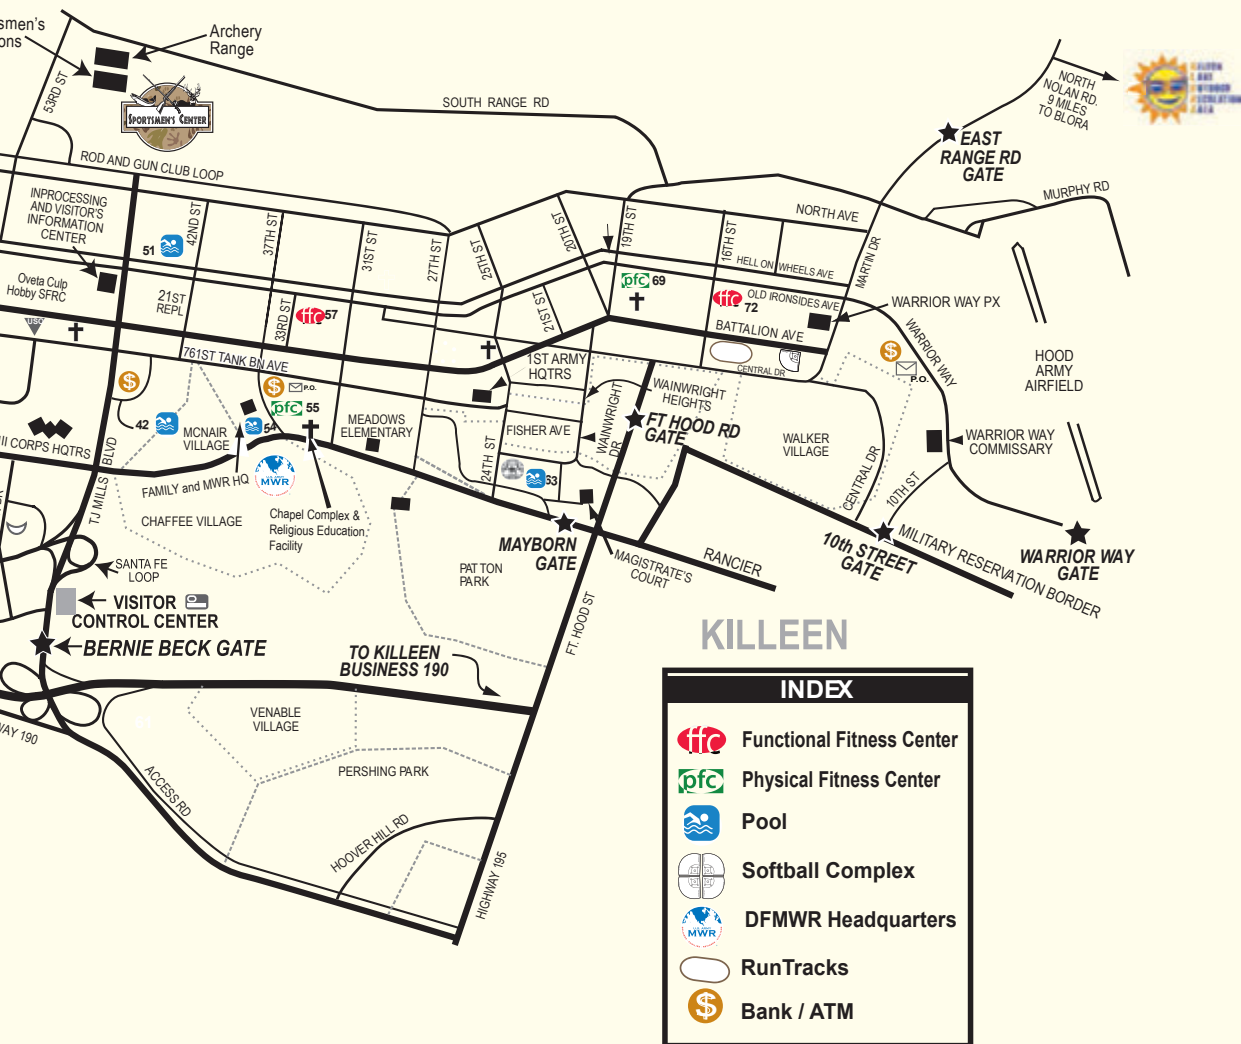 smen's
ons
Archery
Range
53RD ST
SPORTSMEN'S CENTER
SOUTH RANGE RD
NORTH
NOLAN RD.
9 MILES
TO BLORA
EAST
RANGE RD
GATE
MURPHY RD
ROD AND GUN CLUB LOOP
INPROCESSING
AND VISITOR'S
INFORMATION
CENTER
51
42ND ST
37TH ST
31ST ST
27TH ST
25TH ST
20TH ST
19TH ST
16TH ST
NORTH AVE
HELL ON WHEELS AVE
MARTIN DR
Oveta Culp
Hobby SFRC
21ST
REPL
33RD ST
ffc 57
21ST ST
pfc 69
ffc 72
OLD IRONSIDES AVE
WARRIOR WAY PX
BATTALION AVE
USO
761ST TANK BN AVE
1ST ARMY
HQTRS
CENTRAL DR
WARRIOR WAY
P.O.
HOOD
ARMY
AIRFIELD
$
$
P.O.
$
pfc 55
WAINWRIGHT
HEIGHTS
WAINWRIGHT
DR
42
MCNAIR
VILLAGE
54
MEADOWS
ELEMENTARY
FISHER AVE
FT HOOD RD
GATE
WALKER
VILLAGE
WARRIOR WAY
COMMISSARY
III CORPS HQTRS
TJ MILLS BLVD
FAMILY and MWR HQ
MWR
24TH ST
53
CENTRAL DR
10TH ST
CHAFFEE VILLAGE
Chapel Complex &
Religious Education
Facility
MAYBORN
GATE
MAGISTRATE'S
COURT
RANCIER
10th STREET
GATE
MILITARY RESERVATION BORDER
WARRIOR WAY
GATE
SANTA FE
LOOP
PATTON
PARK
VISITOR
CONTROL CENTER
FT. HOOD ST
KILLEEN
BERNIE BECK GATE
TO KILLEEN
BUSINESS 190
WAY 190
VENABLE
VILLAGE
PERSHING PARK
ACCESS RD
HOOVER HILL RD
HIGHWAY 195
INDEX
ffc Functional Fitness Center
pfc Physical Fitness Center
Pool
Softball Complex
MWR DFMWR Headquarters
RunTracks
$ Bank / ATM